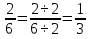 2/6 = 2÷2/6÷2 = 1/3